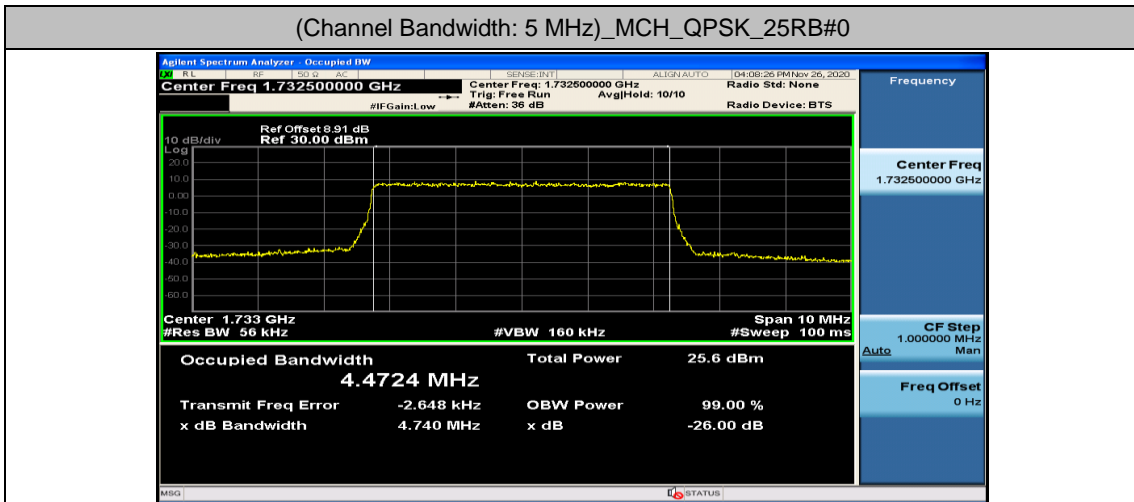 (Channel Bandwidth: 5 MHz)_MCH_QPSK_25RB#0
Agilent Spectrum Analyzer - Occupied BW
LXI RL RF 50 Ω AC SENSE:INT ALIGN AUTO 04:08:26 PM Nov 26, 2020
Center Freq 1.732500000 GHz
Center Freq: 1.732500000 GHz
Radio Std: None
Trig: Free Run Avg|Hold: 10/10
#IFGain:Low #Atten: 36 dB Radio Device: BTS
Ref Offset 8.91 dB
10 dB/div Ref 30.00 dBm
Log
20.0
10.0
0.00
-10.0
-20.0
-30.0
-40.0
-50.0
-60.0
Center 1.733 GHz Span 10 MHz
#Res BW 56 kHz #VBW 160 kHz #Sweep 100 ms
Occupied Bandwidth Total Power 25.6 dBm
4.4724 MHz
Transmit Freq Error -2.648 kHz OBW Power 99.00 %
x dB Bandwidth 4.740 MHz x dB -26.00 dB
Frequency
Center Freq
1.732500000 GHz
CF Step
1.000000 MHz
Auto Man
Freq Offset
0 Hz
MSG STATUS